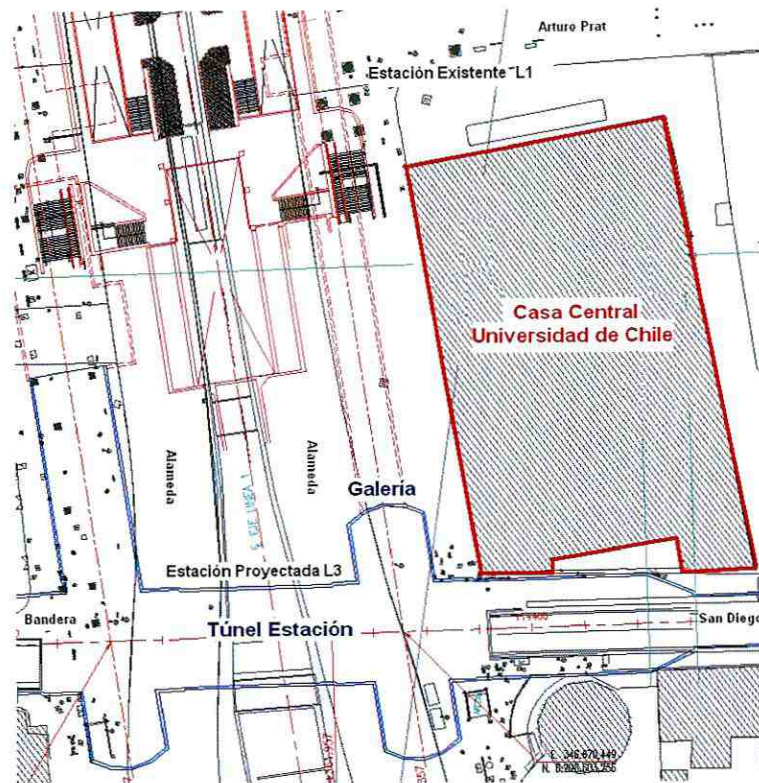 Arturo Prat
Estación Existente L1
Casa Central
Universidad de Chile
Alameda
Alameda
Galería
Estación Proyectada L3
Bandera
Túnel Estación
San Diego